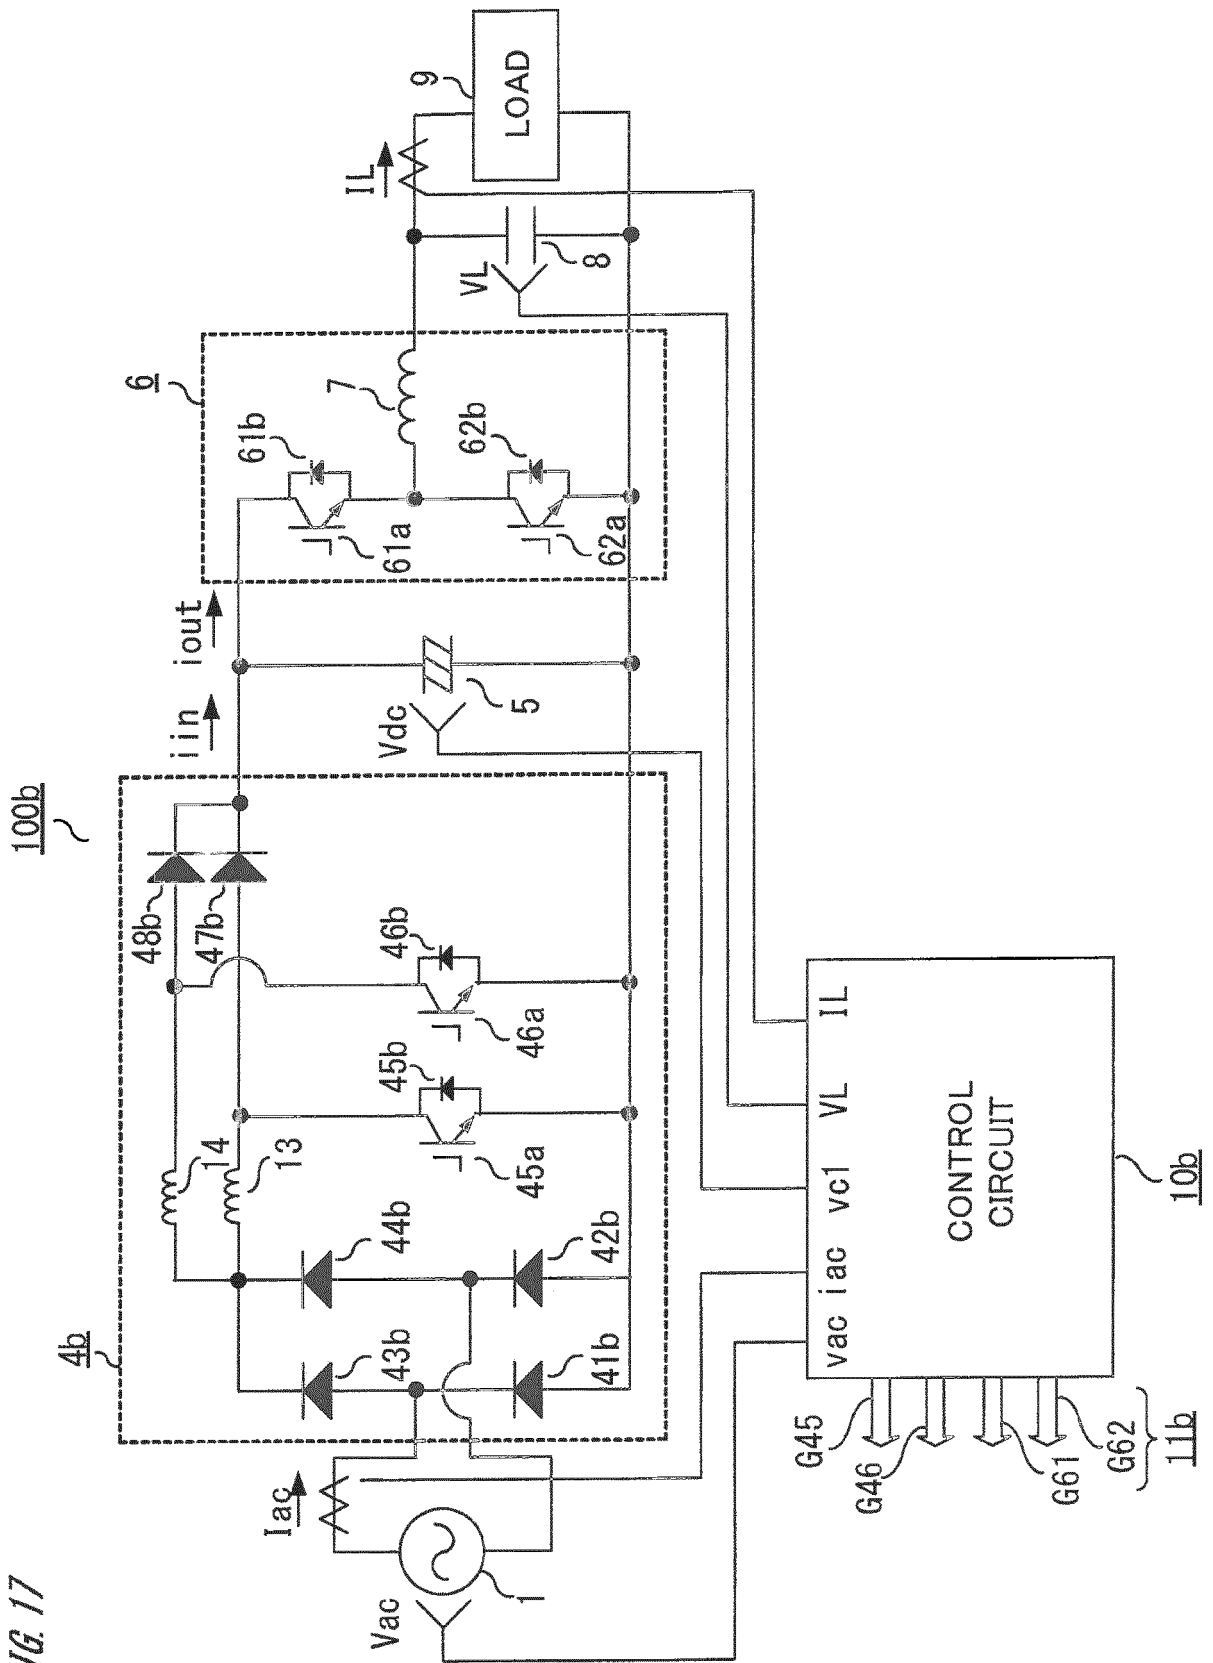 FIG. 17
100b
4b
6
iin
iout
48b
47b
14
13
44b
43b
42b
41b
45b
45a
46b
46a
Iac
Vac
1
Vdc
5
61b
61a
62b
62a
7
VL
8
IL
9
LOAD
vac
iac
vc1
VL
IL
CONTROL
CIRCUIT
10b
G45
G46
G61
G62
11b